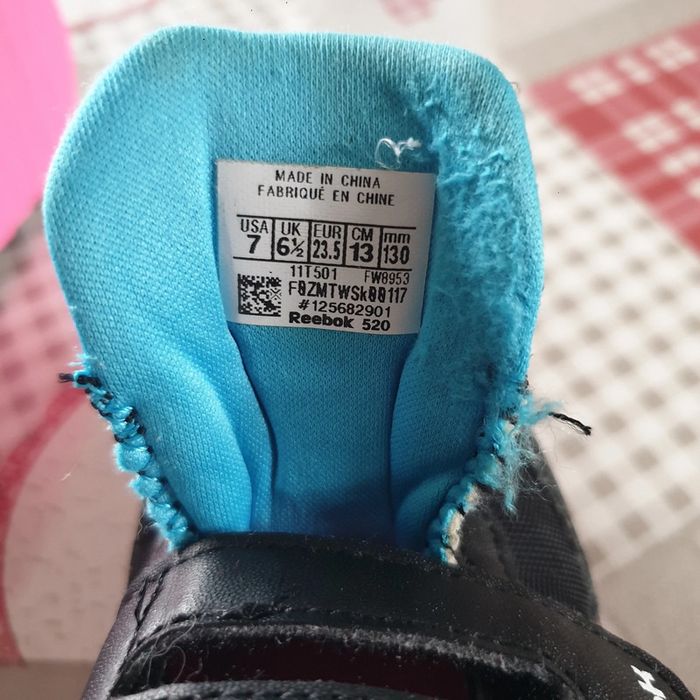 MADE IN CHINA
FABRIQUÉ EN CHINE
USA UK EUR CM mm
7 6½ 23.5 13 130
11T501 FW8953
F0ZMTWSk00117
#125682901
Reebok 520